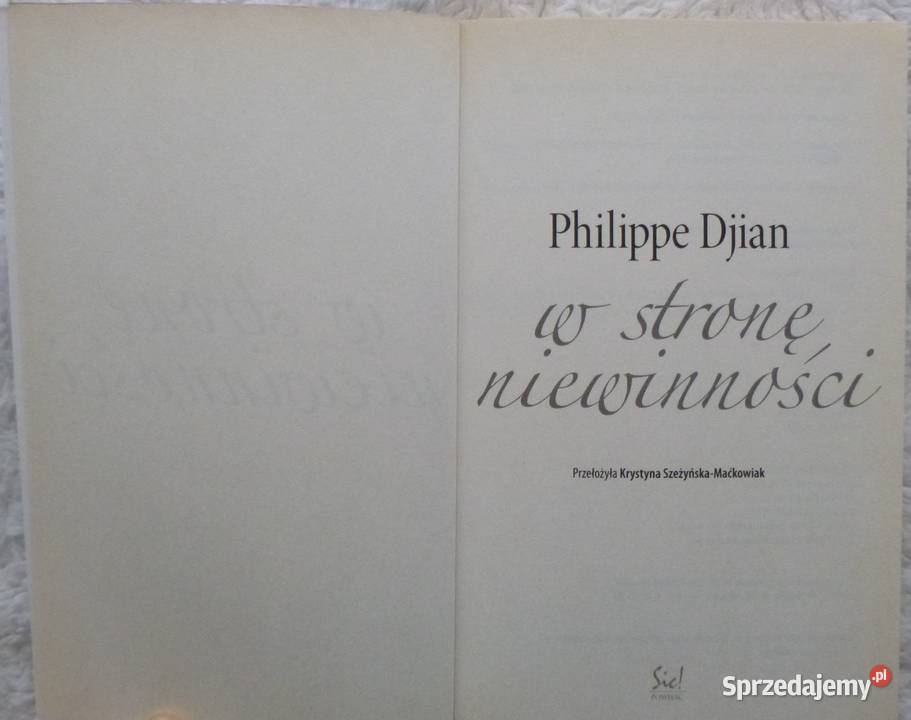 Philippe Djian
w stronę
niewinności
Przełożyła Krystyna Szeżyńska-Maćkowiak
Sic!
Sprzedajemy.pl